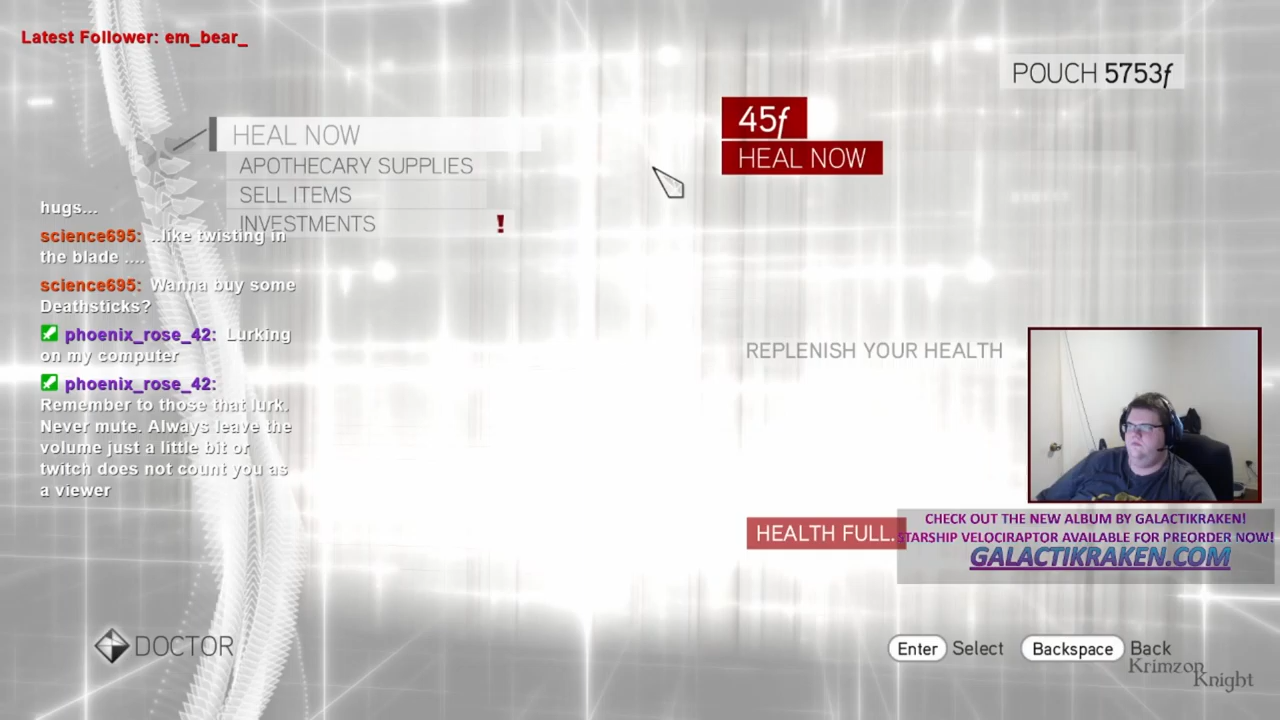 Latest Follower: em_bear_
POUCH 5753ƒ
45ƒ
HEAL NOW
HEAL NOW
APOTHECARY SUPPLIES
SELL ITEMS
INVESTMENTS !
hugs...
science695: ..like twisting in
the blade ....
science695: Wanna buy some
Deathsticks?
phoenix_rose_42: Lurking
on my computer
phoenix_rose_42:
Remember to those that lurk.
Never mute. Always leave the
volume just a little bit or
twitch does not count you as
a viewer
REPLENISH YOUR HEALTH
HEALTH FULL.
CHECK OUT THE NEW ALBUM BY GALACTIKRAKEN!
STARSHIP VELOCIRAPTOR AVAILABLE FOR PREORDER NOW!
GALACTIKRAKEN.COM
DOCTOR
Enter Select Backspace Back
Krimzon
Knight